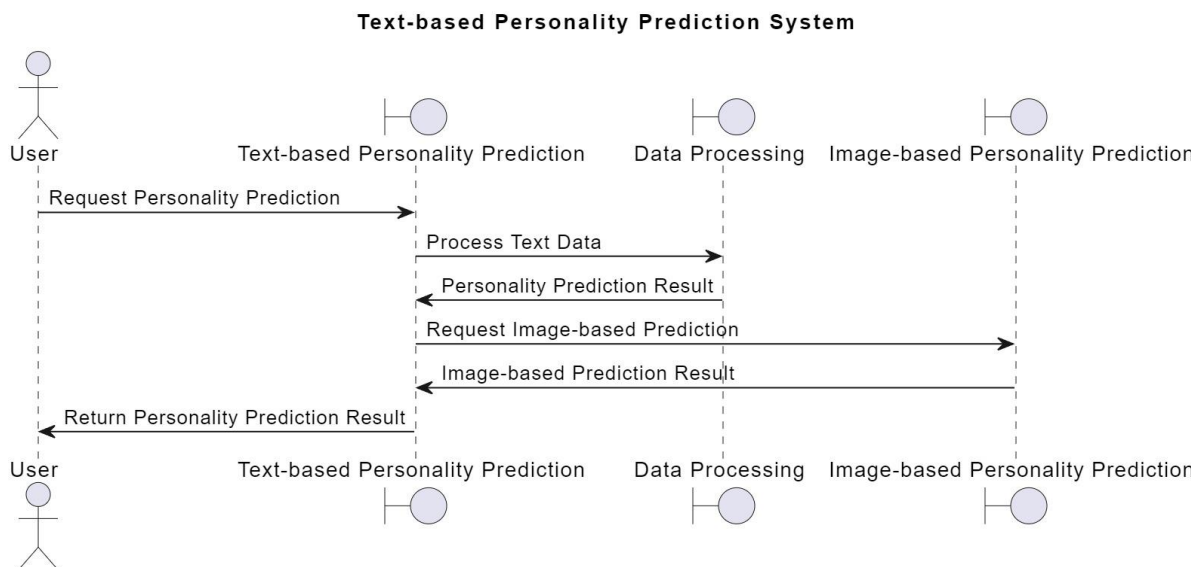 Text-based Personality Prediction System
User Text-based Personality Prediction Data Processing Image-based Personality Prediction
Request Personality Prediction
Process Text Data
Personality Prediction Result
Request Image-based Prediction
Image-based Prediction Result
Return Personality Prediction Result
User Text-based Personality Prediction Data Processing Image-based Personality Prediction